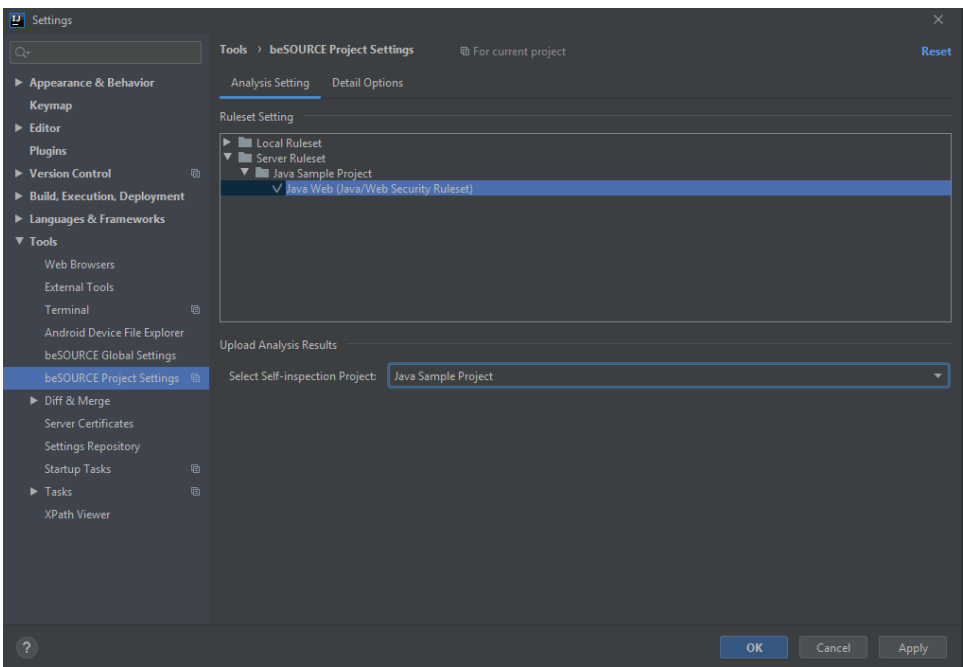 IJ Settings
Tools › beSOURCE Project Settings For current project Reset
Analysis Setting Detail Options
Appearance & Behavior
Keymap
Editor
Plugins
Version Control
Build, Execution, Deployment
Languages & Frameworks
Tools
Web Browsers
External Tools
Terminal
Android Device File Explorer
beSOURCE Global Settings
beSOURCE Project Settings
Diff & Merge
Server Certificates
Settings Repository
Startup Tasks
Tasks
XPath Viewer
Ruleset Setting
Local Ruleset
Server Ruleset
Java Sample Project
Java Web (Java/Web Security Ruleset)
Upload Analysis Results
Select Self-inspection Project: Java Sample Project
? OK Cancel Apply